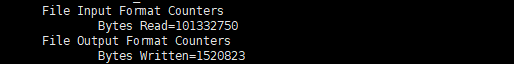 File Input Format Counters
Bytes Read=101332750
File Output Format Counters
Bytes Written=1520823